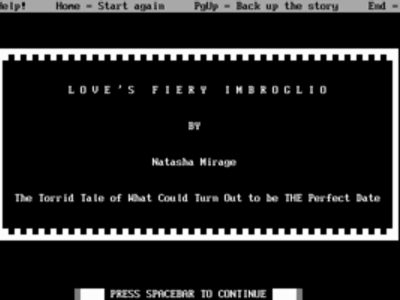 Help! Home - Start again PgUp - Back up the story End -
LOVE'S FIERY IMBROGLIO
BY
Natasha Mirage
The Torrid Tale of What Could Turn Out to be THE Perfect Date
PRESS SPACEBAR TO CONTINUE